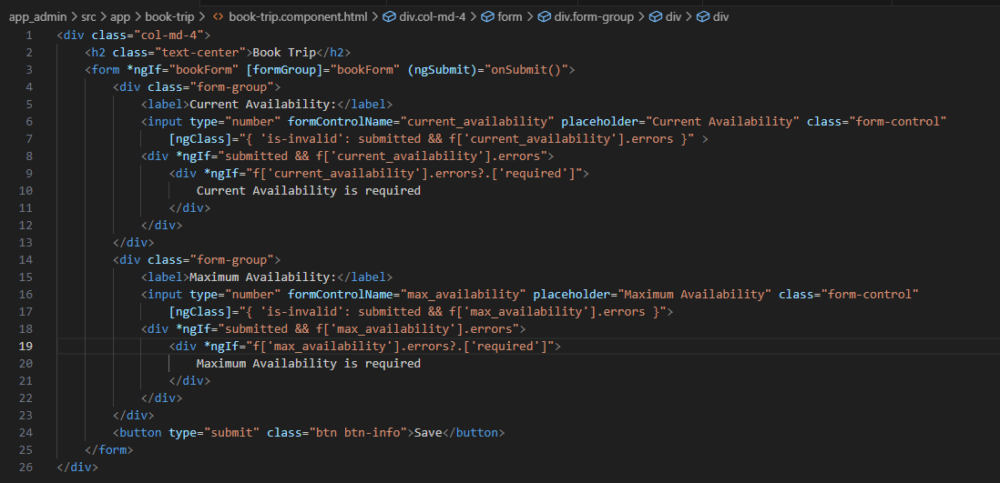 app_admin > src > app > book-trip > <> book-trip.component.html > div.col-md-4 > form > div.form-group > div > div
1 <div class="col-md-4">
2 <h2 class="text-center">Book Trip</h2>
3 <form *ngIf="bookForm" [formGroup]="bookForm" (ngSubmit)="onSubmit()">
4 <div class="form-group">
5 <label>Current Availability:</label>
6 <input type="number" formControlName="current_availability" placeholder="Current Availability" class="form-control"
7 [ngClass]="{ 'is-invalid': submitted && f['current_availability'].errors }" >
8 <div *ngIf="submitted && f['current_availability'].errors">
9 <div *ngIf="f['current_availability'].errors?.['required']">
10 Current Availability is required
11 </div>
12 </div>
13 </div>
14 <div class="form-group">
15 <label>Maximum Availability:</label>
16 <input type="number" formControlName="max_availability" placeholder="Maximum Availability" class="form-control"
17 [ngClass]="{ 'is-invalid': submitted && f['max_availability'].errors }">
18 <div *ngIf="submitted && f['max_availability'].errors">
19 <div *ngIf="f['max_availability'].errors?.['required']">
20 Maximum Availability is required
21 </div>
22 </div>
23 </div>
24 <button type="submit" class="btn btn-info">Save</button>
25 </form>
26 </div>